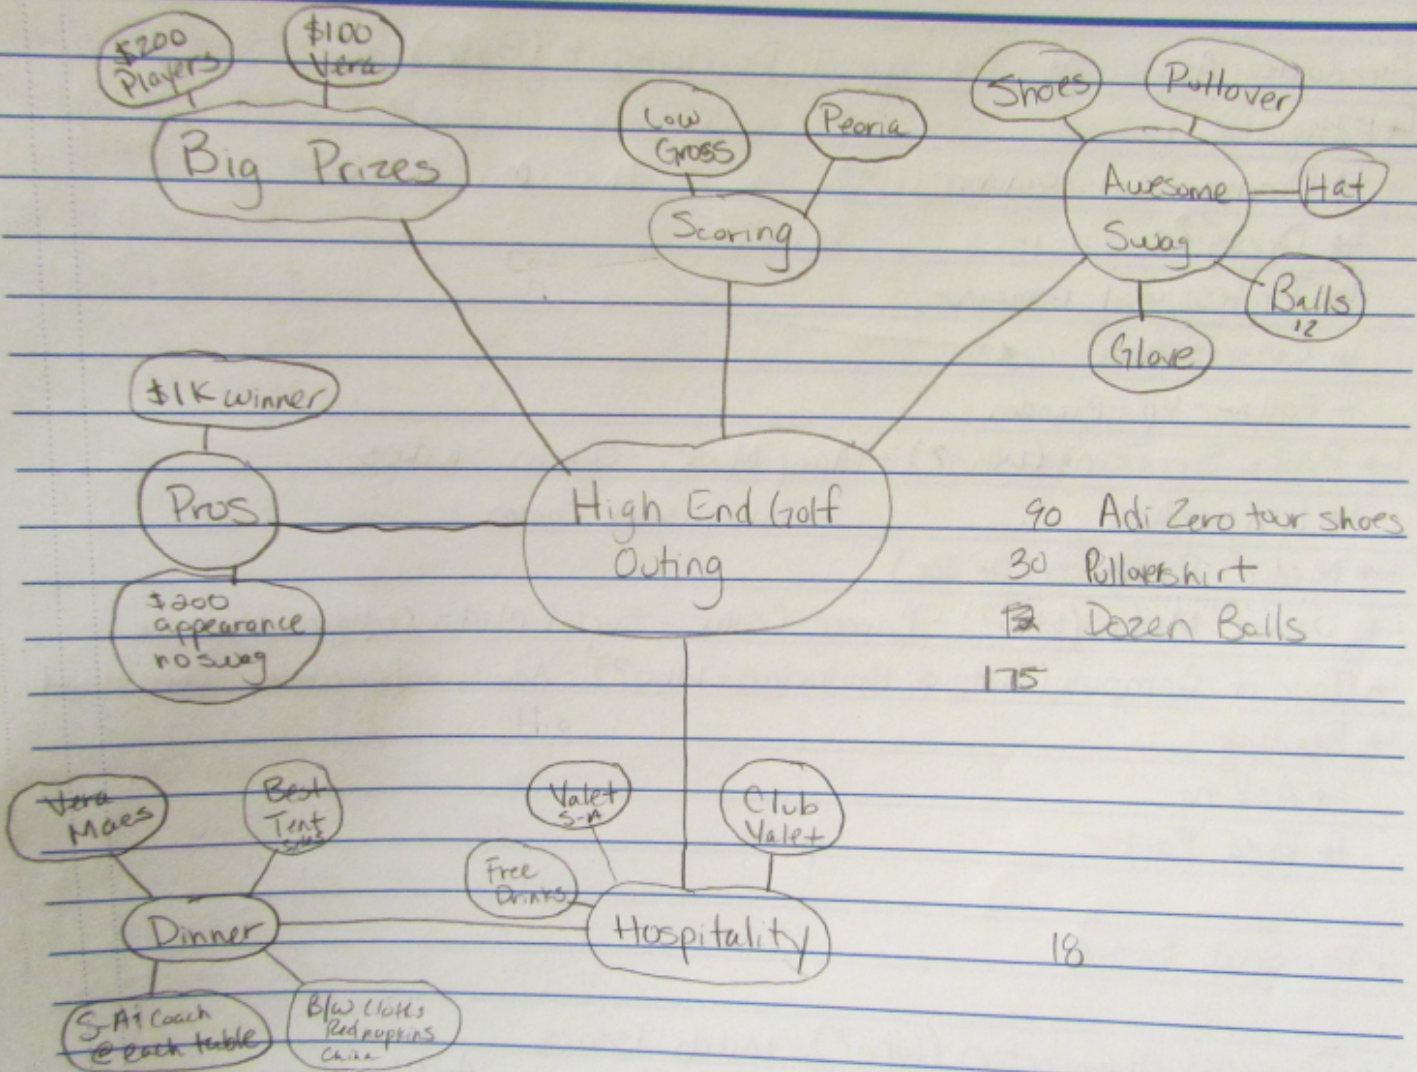 $200
Players
$100
Vera
Big Prizes
Low
Gross
Peoria
Scoring
Shoes
Pullover
Awesome
Swag
Hat
Balls
12
Glove
$1K winner
Pros
$200
appearance
no swag
High End Golf
Outing
90 Adi Zero tour shoes
30 Pullovershirt
Dozen Balls
175
Vera
Maes
Best
Tent
Valet
S-A
Club
Valet
Free
Drinks
Dinner
Hospitality
18
S-A; Coach
@ each table
B/W Cloths
Red napkins
China